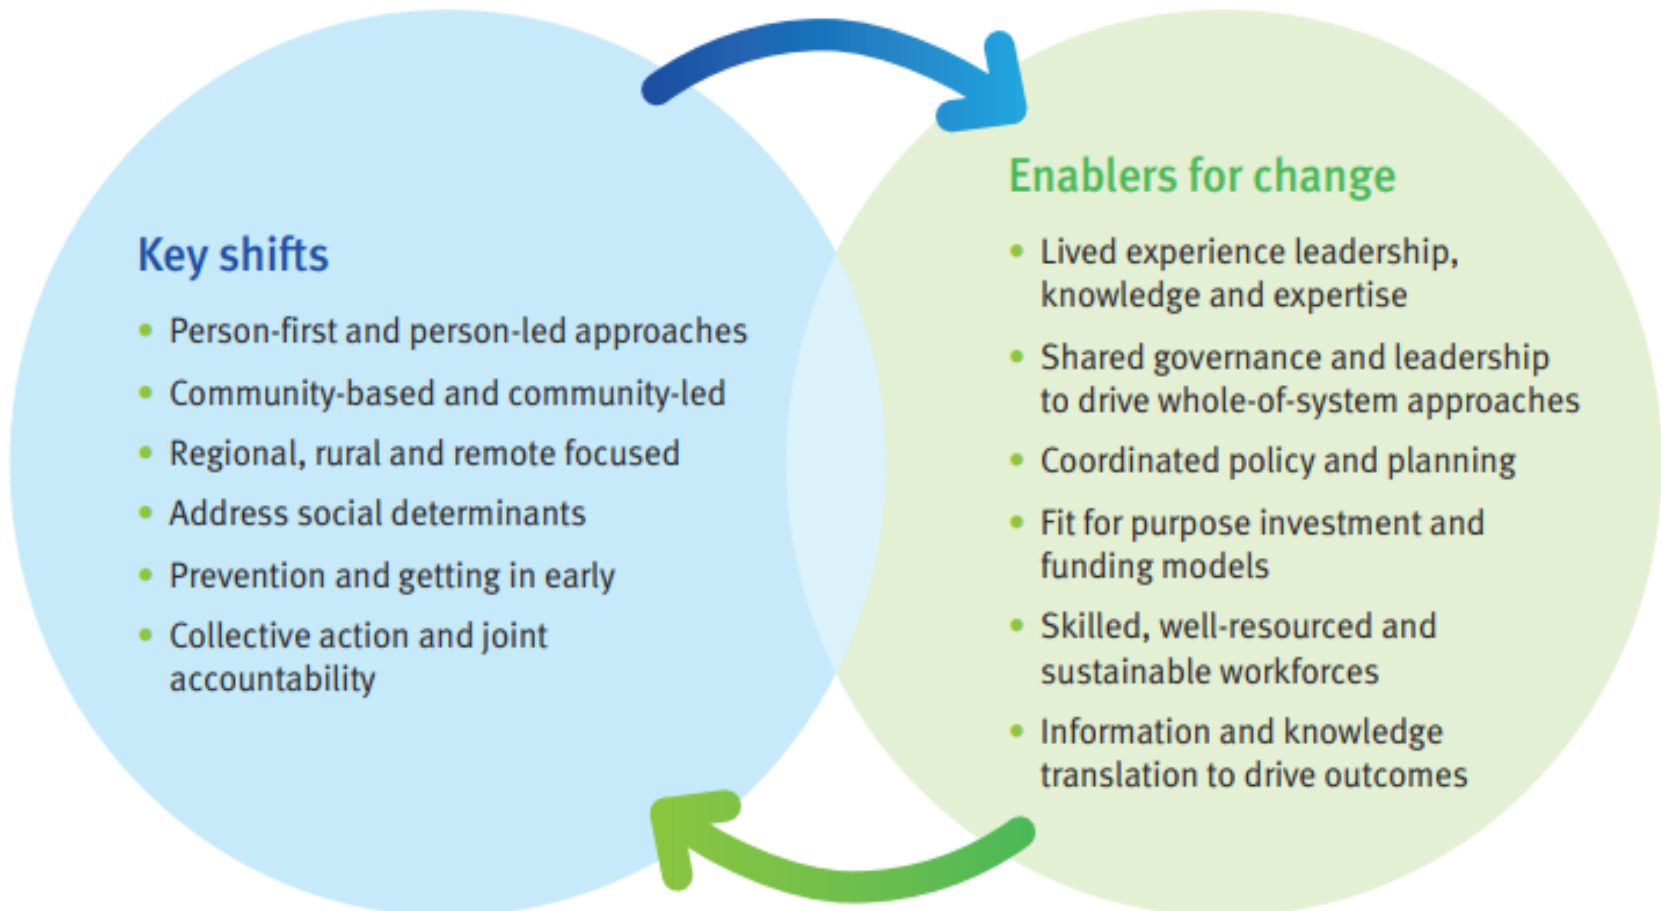 Key shifts
• Person-first and person-led approaches
• Community-based and community-led
• Regional, rural and remote focused
• Address social determinants
• Prevention and getting in early
• Collective action and joint
accountability
Enablers for change
• Lived experience leadership,
knowledge and expertise
• Shared governance and leadership
to drive whole-of-system approaches
• Coordinated policy and planning
• Fit for purpose investment and
funding models
• Skilled, well-resourced and
sustainable workforces
• Information and knowledge
translation to drive outcomes